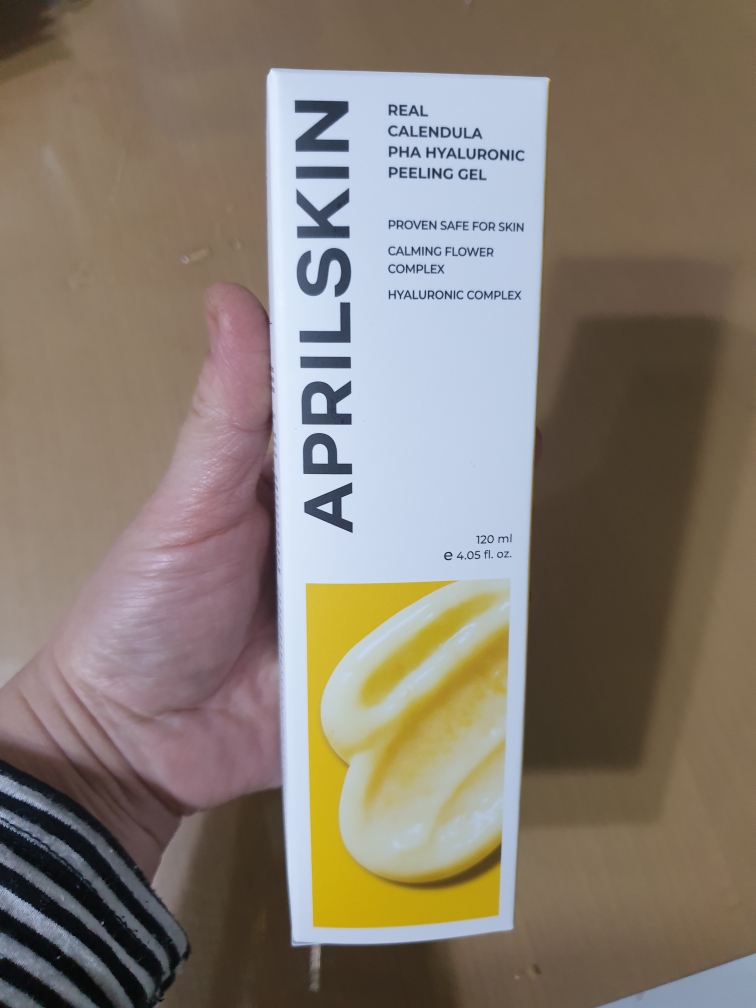 APRILSKIN
REAL
CALENDULA
PHA HYALURONIC
PEELING GEL
PROVEN SAFE FOR SKIN
CALMING FLOWER
COMPLEX
HYALURONIC COMPLEX
120 ml
e 4.05 fl. oz.